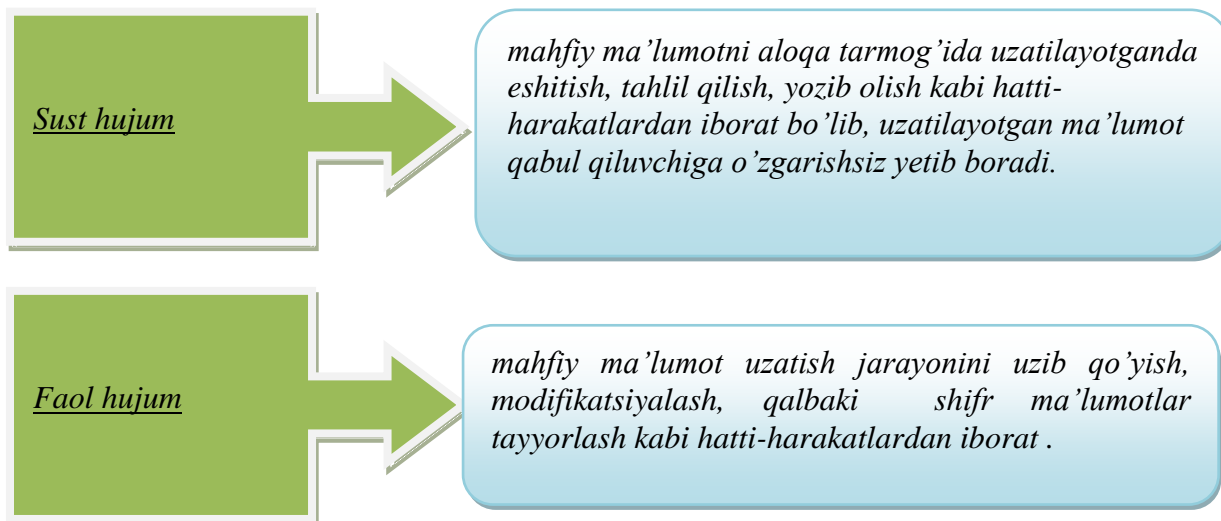 Sust hujum
mahfiy ma’lumotni aloqa tarmog’ida uzatilayotganda
eshitish, tahlil qilish, yozib olish kabi hatti-
harakatlardan iborat bo’lib, uzatilayotgan ma’lumot
qabul qiluvchiga o’zgarishsiz yetib boradi.
Faol hujum
mahfiy ma’lumot uzatish jarayonini uzib qo’yish,
modifikatsiyalash, qalbaki shifr ma’lumotlar
tayyorlash kabi hatti-harakatlardan iborat .